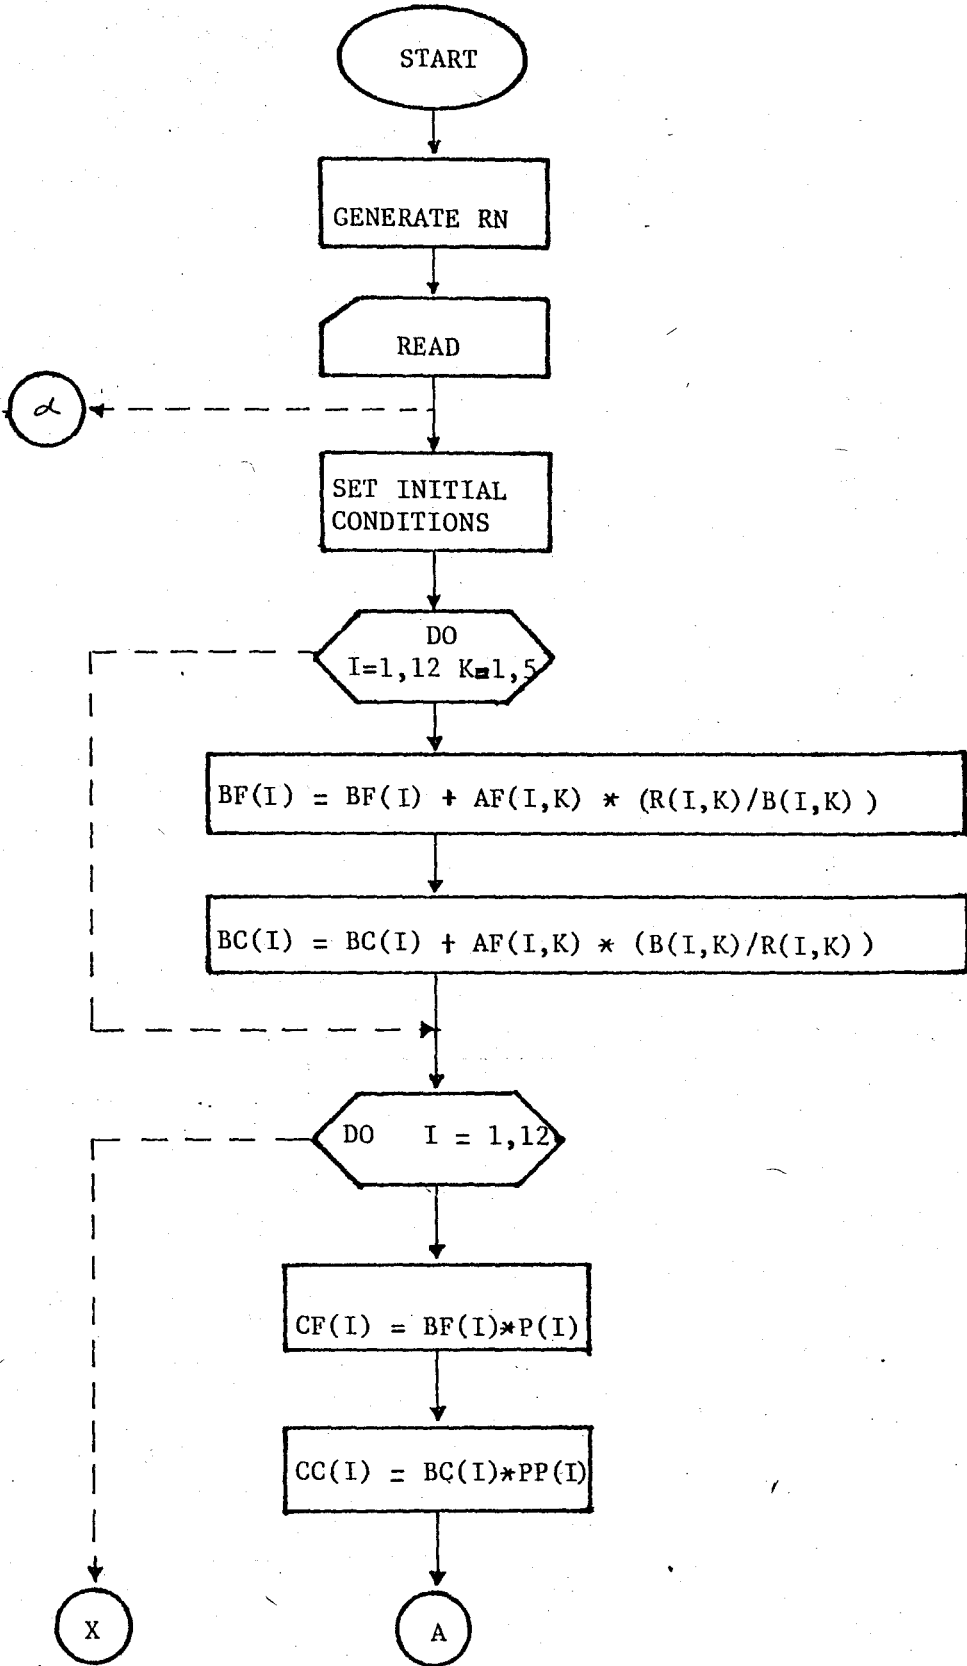 START
GENERATE RN
READ
α
SET INITIAL
CONDITIONS
DO
I=1,12 K=1,5
BF(I) = BF(I) + AF(I,K) * (R(I,K)/B(I,K) )
BC(I) = BC(I) + AF(I,K) * (B(I,K)/R(I,K) )
DO I = 1,12
CF(I) = BF(I)*P(I)
CC(I) = BC(I)*PP(I)
X
A